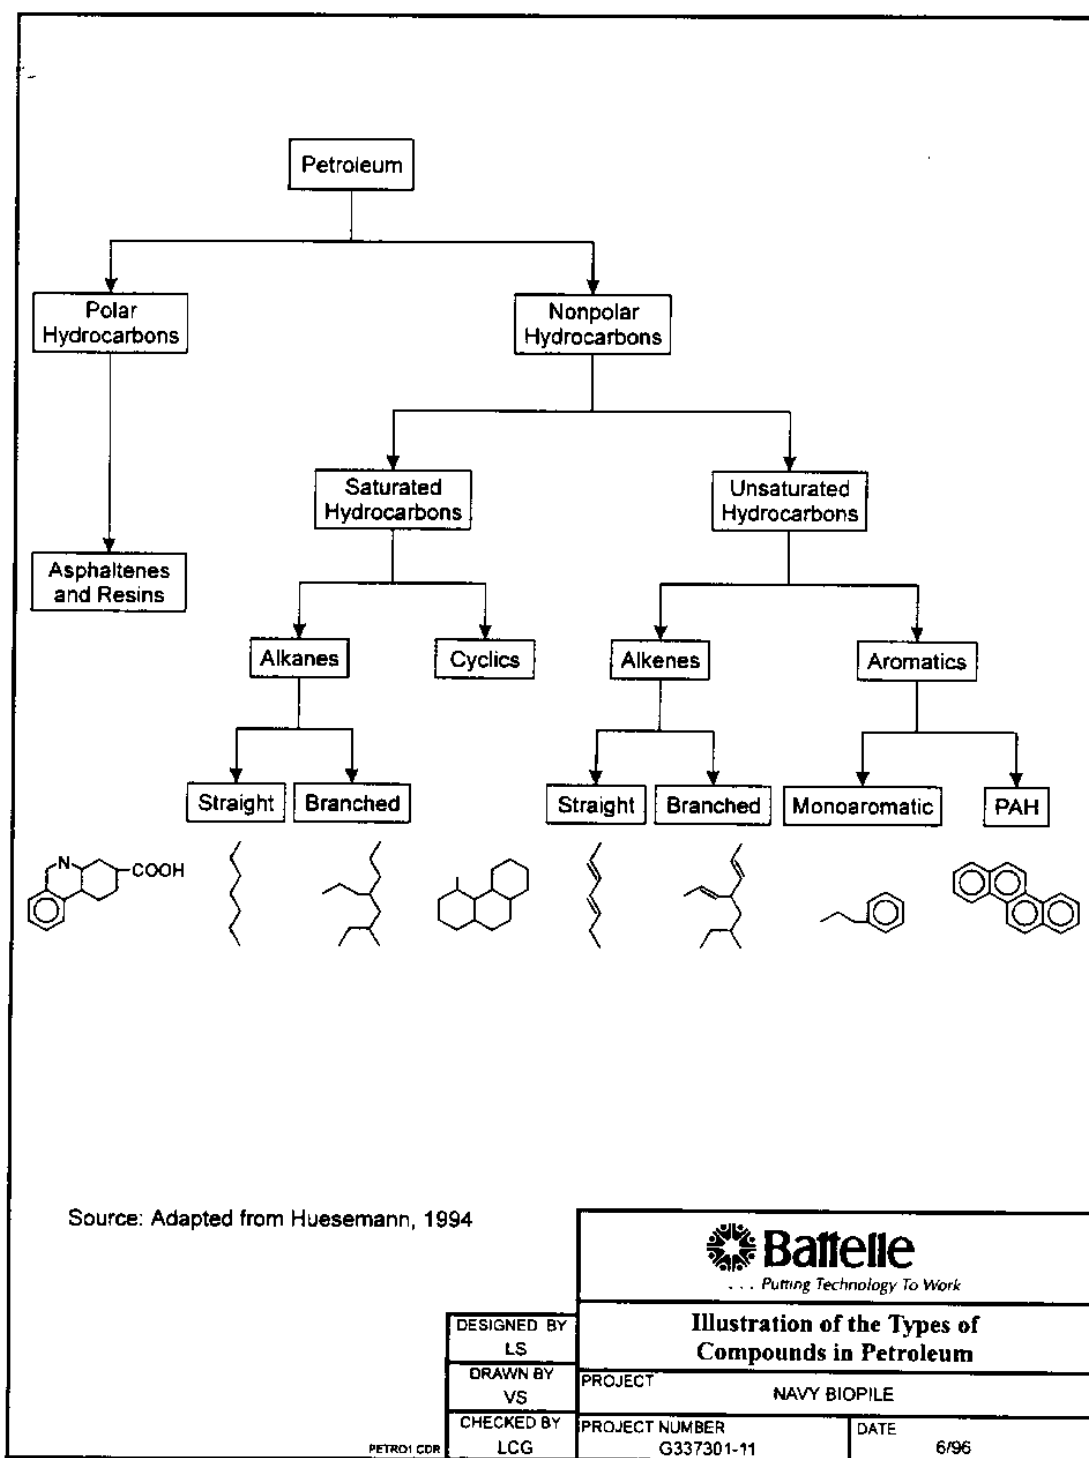 Petroleum
Polar
Hydrocarbons
Nonpolar
Hydrocarbons
Saturated
Hydrocarbons
Unsaturated
Hydrocarbons
Asphaltenes
and Resins
Alkanes
Cyclics
Alkenes
Aromatics
Straight
Branched
Straight
Branched
Monoaromatic
PAH
N
COOH
Source: Adapted from Huesemann, 1994
Battelle
. . . Putting Technology To Work
Illustration of the Types of
Compounds in Petroleum
DESIGNED BY
LS
DRAWN BY
VS
PROJECT
NAVY BIOPILE
CHECKED BY
LCG
PROJECT NUMBER
G337301-11
DATE
6/96
PETRO1 CDR